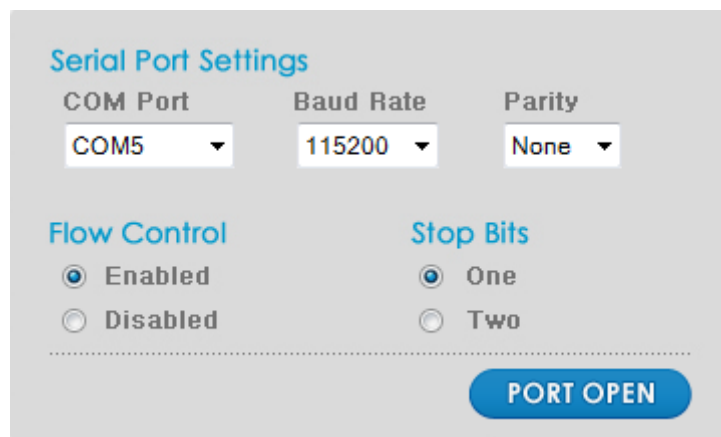 Serial Port Settings
COM Port Baud Rate Parity
COM5 115200 None
Flow Control Stop Bits
Enabled One
Disabled Two
PORT OPEN